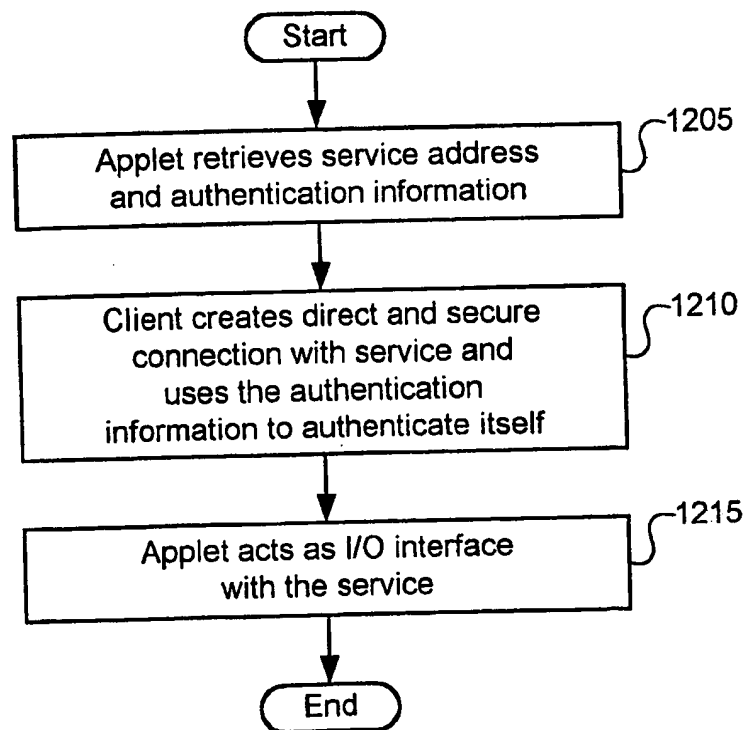 Start
1205
Applet retrieves service address
and authentication information
1210
Client creates direct and secure
connection with service and
uses the authentication
information to authenticate itself
1215
Applet acts as I/O interface
with the service
End